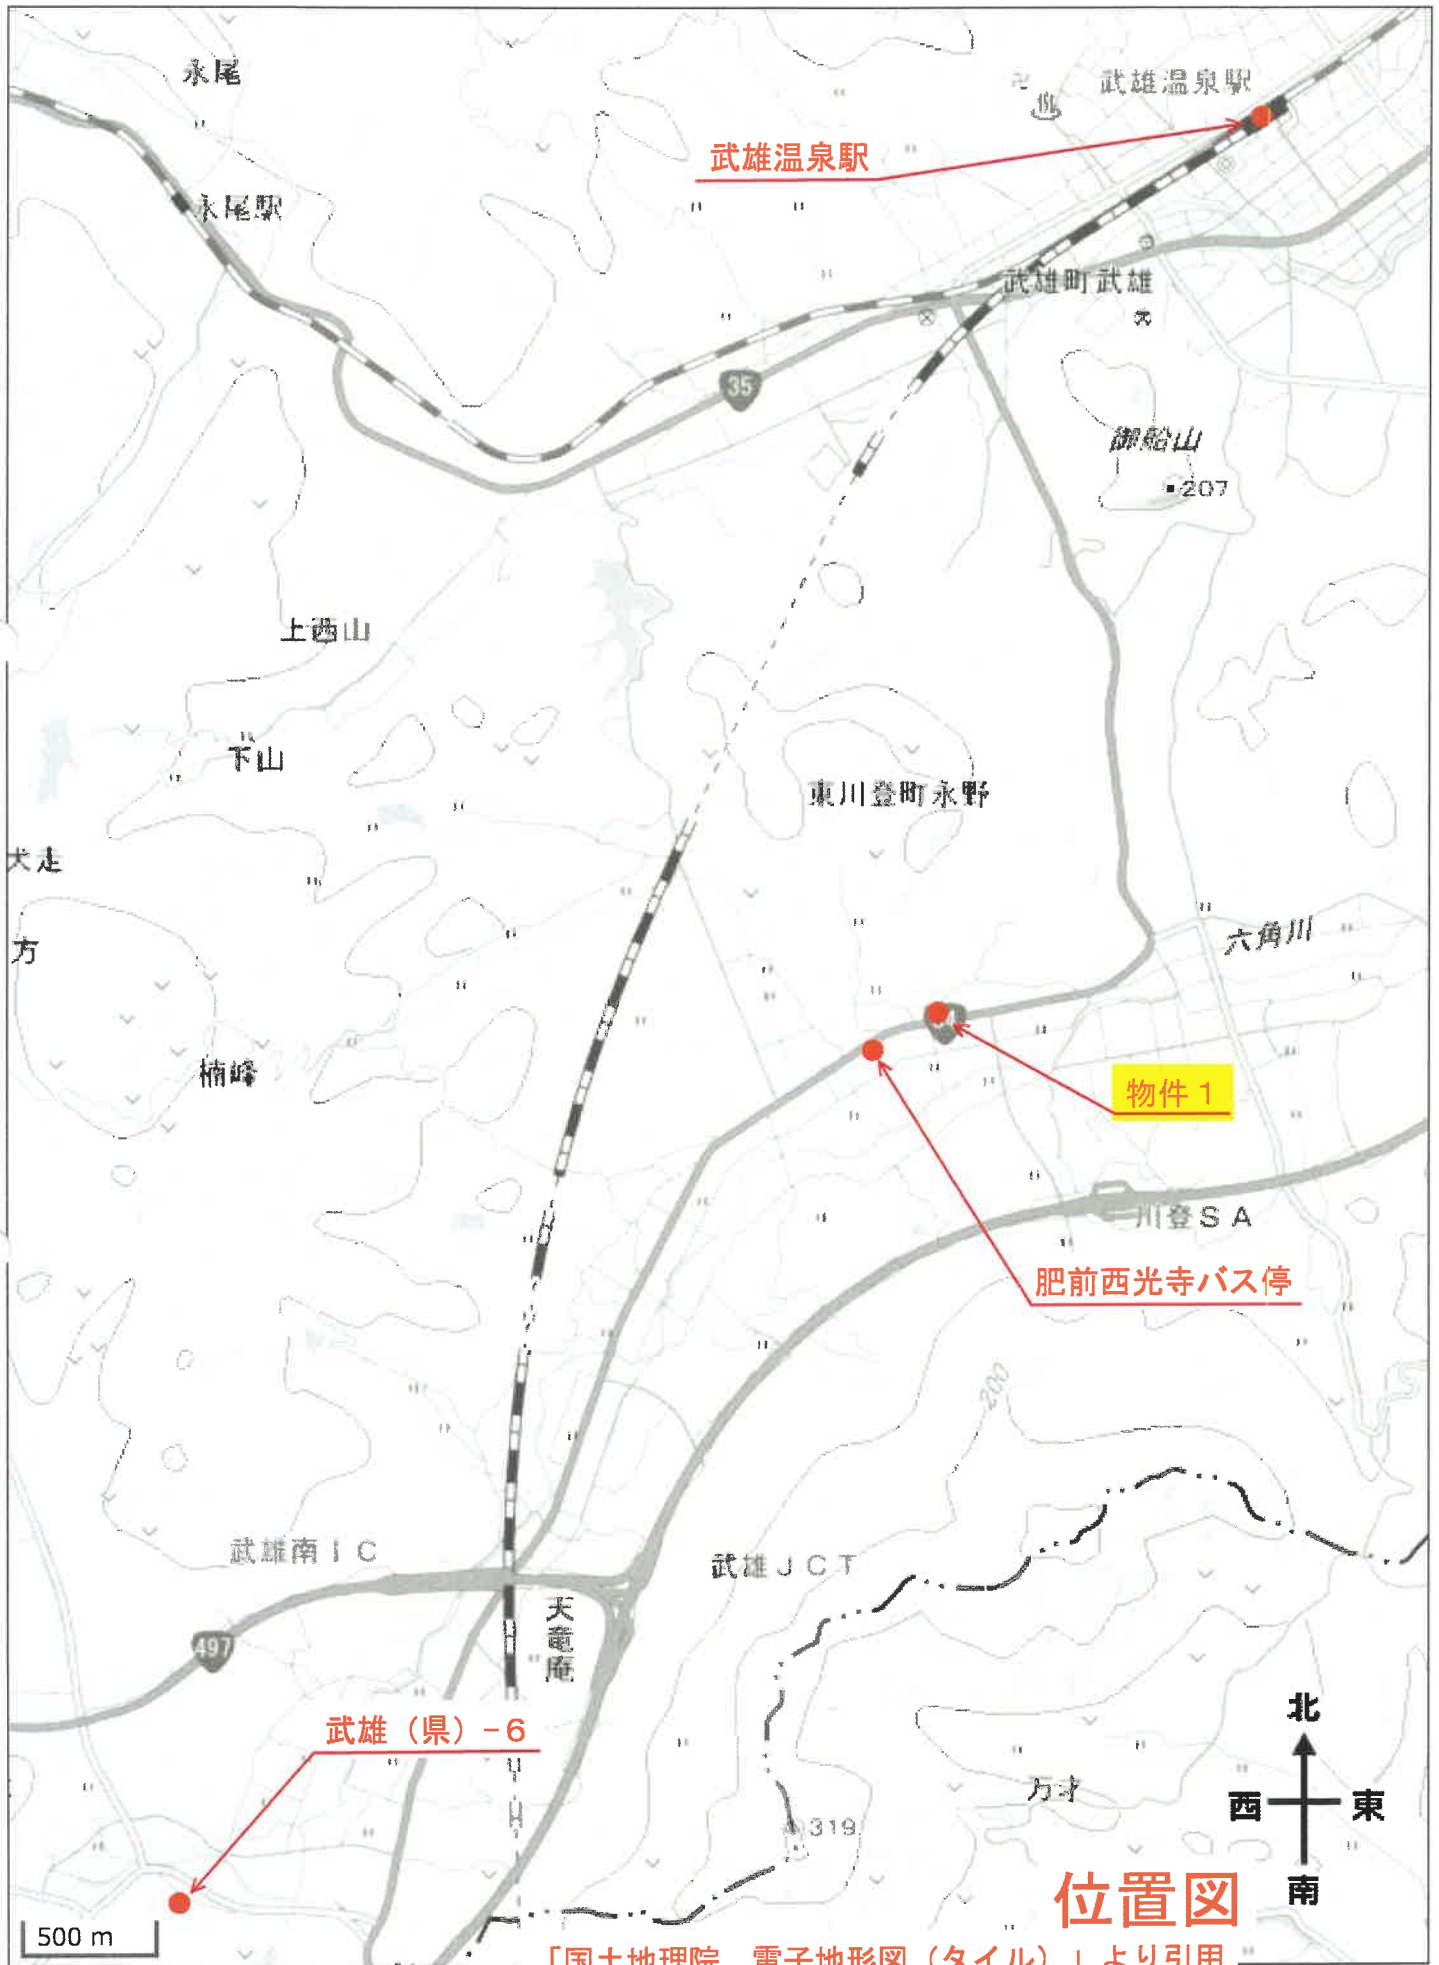 永尾
武雄温泉駅
武雄温泉駅
永尾駅
武雄町武雄
35
御船山
207
上西山
下山
東川登町永野
犬走
方
六角川
楠峰
物件1
川登SA
肥前西光寺バス停
200
武雄南IC
武雄JCT
天竜庵
497
武雄（県）-6
北
西 東
南
万才
319
位置図
500 m
「国土地理院 電子地形図（タイル）」より引用